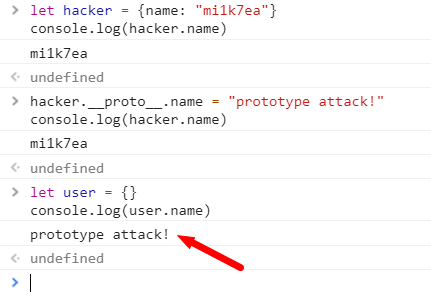 let hacker = {name: "mi1k7ea"}
console.log(hacker.name)
mi1k7ea
undefined
hacker.__proto__.name = "prototype attack!"
console.log(hacker.name)
mi1k7ea
undefined
let user = {}
console.log(user.name)
prototype attack!
undefined